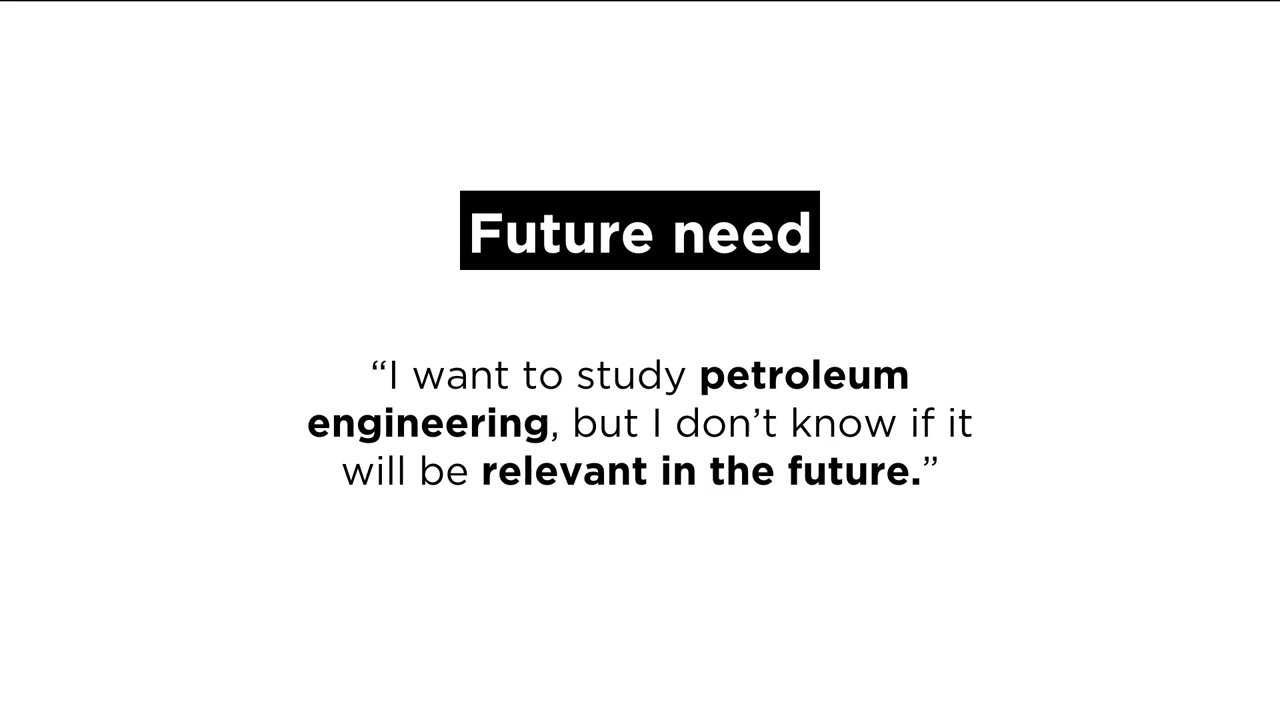 Future need
“I want to study petroleum
engineering, but I don’t know if it
will be relevant in the future.”